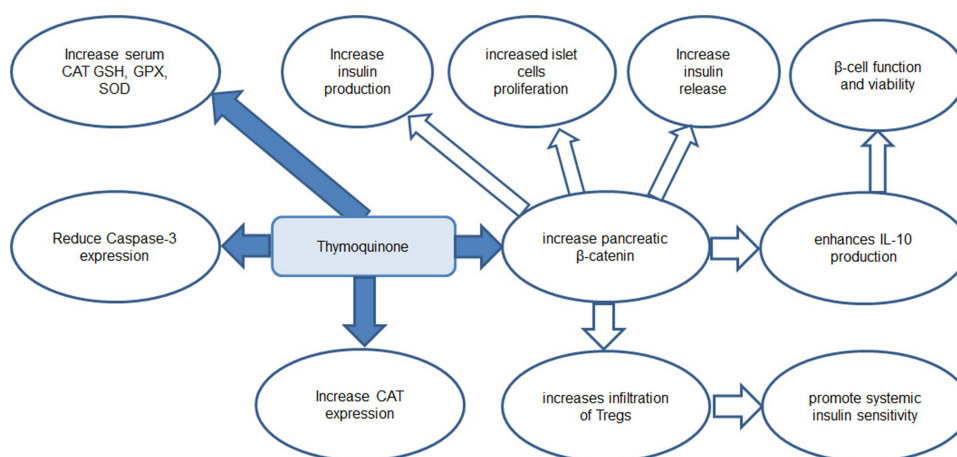 Increase serum
CAT GSH, GPX,
SOD
Increase
insulin
production
increased islet
cells
proliferation
Increase
insulin
release
β-cell function
and viability
Reduce Caspase-3
expression
Thymoquinone
increase pancreatic
β-catenin
enhances IL-10
production
Increase CAT
expression
increases infiltration
of Tregs
promote systemic
insulin sensitivity